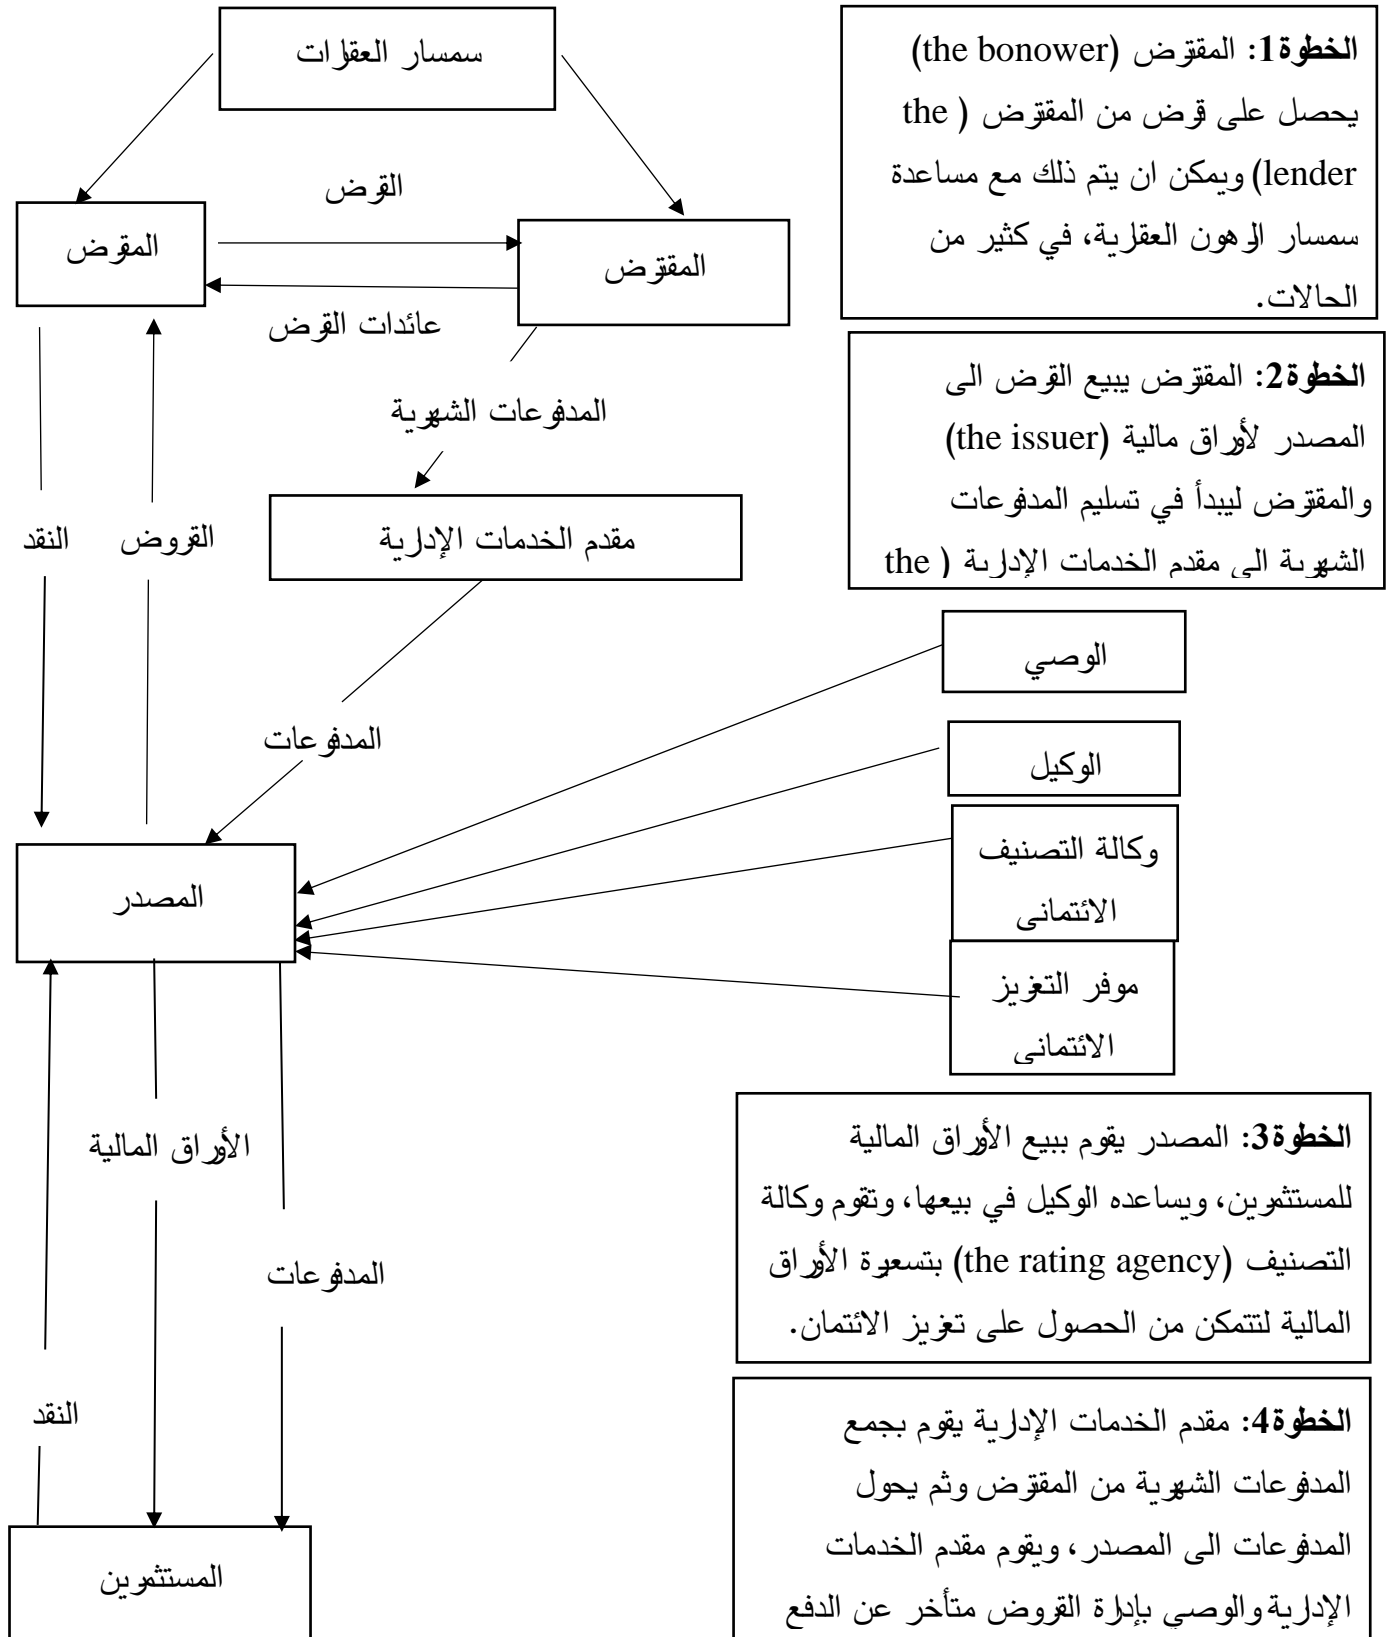 سمسار العقارات
المقرض
القرض
المقترض
عائدات القرض
المدفوعات الشهرية
مقدم الخدمات الإدارية
النقد
القروض
المدفوعات
المصدر
الوصي
الوكيل
وكالة التصنيف
الائتماني
موفر التعزيز
الائتماني
الأوراق المالية
المدفوعات
النقد
المستثمرين
الخطوة1: المقترض (the bonower)
يحصل على قرض من المقترض ( the
lender) ويمكن ان يتم ذلك مع مساعدة
سمسار الرهون العقارية، في كثير من
الحالات.
الخطوة2: المقترض يبيع القرض الى
المصدر لأوراق مالية (the issuer)
والمقترض ليبدأ في تسليم المدفوعات
الشهرية الى مقدم الخدمات الإدارية ( the
الخطوة3: المصدر يقوم ببيع الأوراق المالية
للمستثمرين، ويساعده الوكيل في بيعها، وتقوم وكالة
التصنيف (the rating agency) بتسعيرة الأوراق
المالية لتتمكن من الحصول على تعزيز الائتمان.
الخطوة4: مقدم الخدمات الإدارية يقوم بجمع
المدفوعات الشهرية من المقترض وثم يحول
المدفوعات الى المصدر، ويقوم مقدم الخدمات
الإدارية والوصي بإدارة القروض متأخر عن الدفع